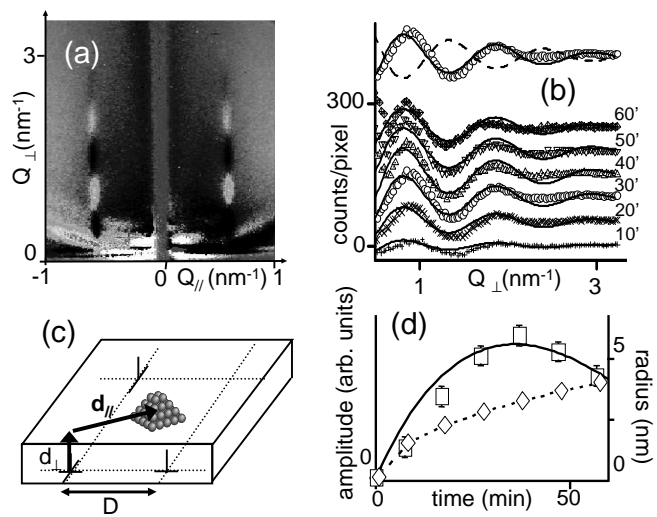 (a)
3
0
Q⊥(nm⁻¹)
-1
0
Q// (nm⁻¹)
1
(b)
300
0
counts/pixel
60'
50'
40'
30'
20'
10'
1
Q⊥(nm⁻¹)
3
(c)
d//
d⊥
D
(d)
amplitude (arb. units)
0
5
0
radius (nm)
0
time (min)
50